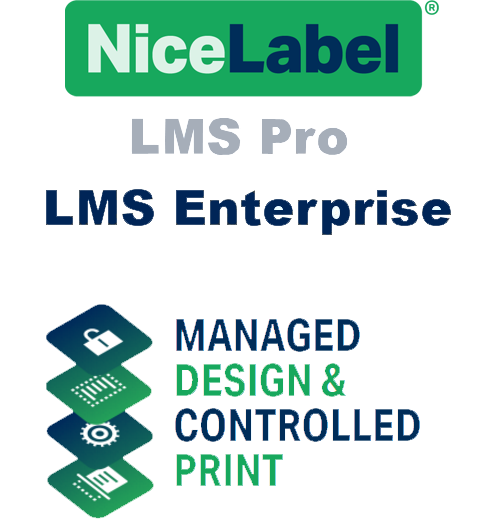 NiceLabel®
LMS Pro
LMS Enterprise
MANAGED
DESIGN &
CONTROLLED
PRINT